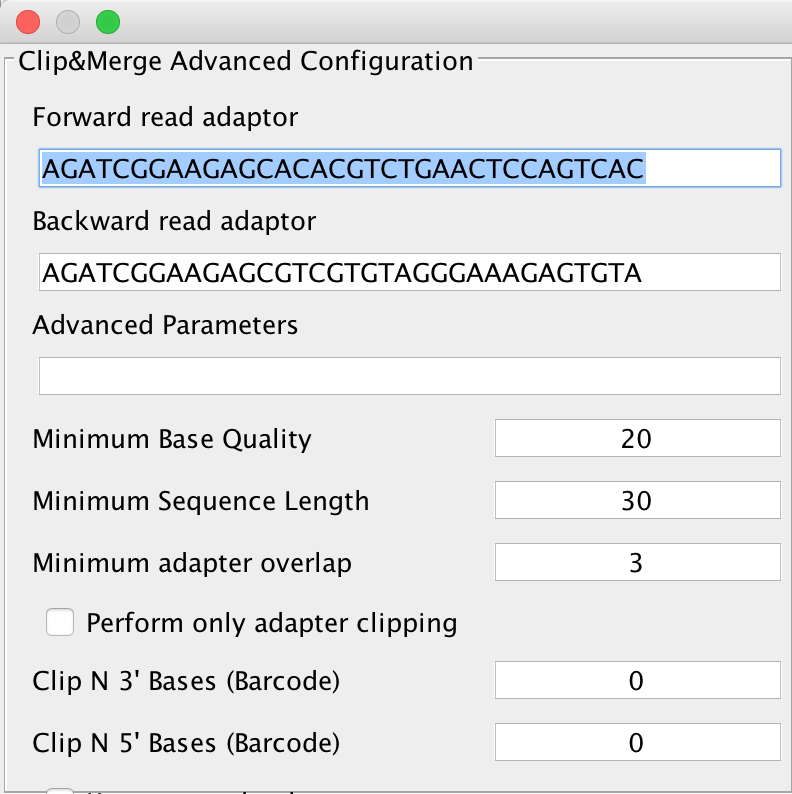 Clip&Merge Advanced Configuration
Forward read adaptor
AGATCGGAAGAGCACACGTCTGAACTCCAGTCAC
Backward read adaptor
AGATCGGAAGAGCGTCGTGTAGGGAAAGAGTGTA
Advanced Parameters
Minimum Base Quality 20
Minimum Sequence Length 30
Minimum adapter overlap 3
Perform only adapter clipping
Clip N 3' Bases (Barcode) 0
Clip N 5' Bases (Barcode) 0